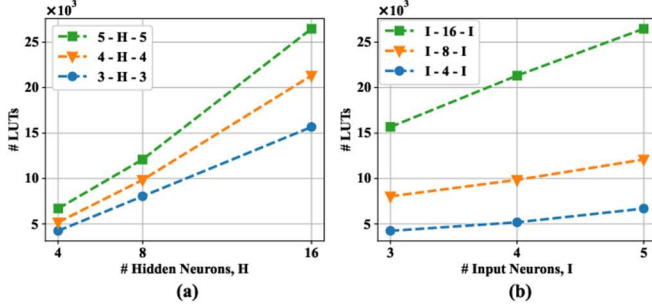 ×10³
25
20
15
10
5
# LUTs
5 - H - 5
4 - H - 4
3 - H - 3
4
8
16
# Hidden Neurons, H
(a)
×10³
25
20
15
10
5
# LUTs
I - 16 - I
I - 8 - I
I - 4 - I
3
4
5
# Input Neurons, I
(b)